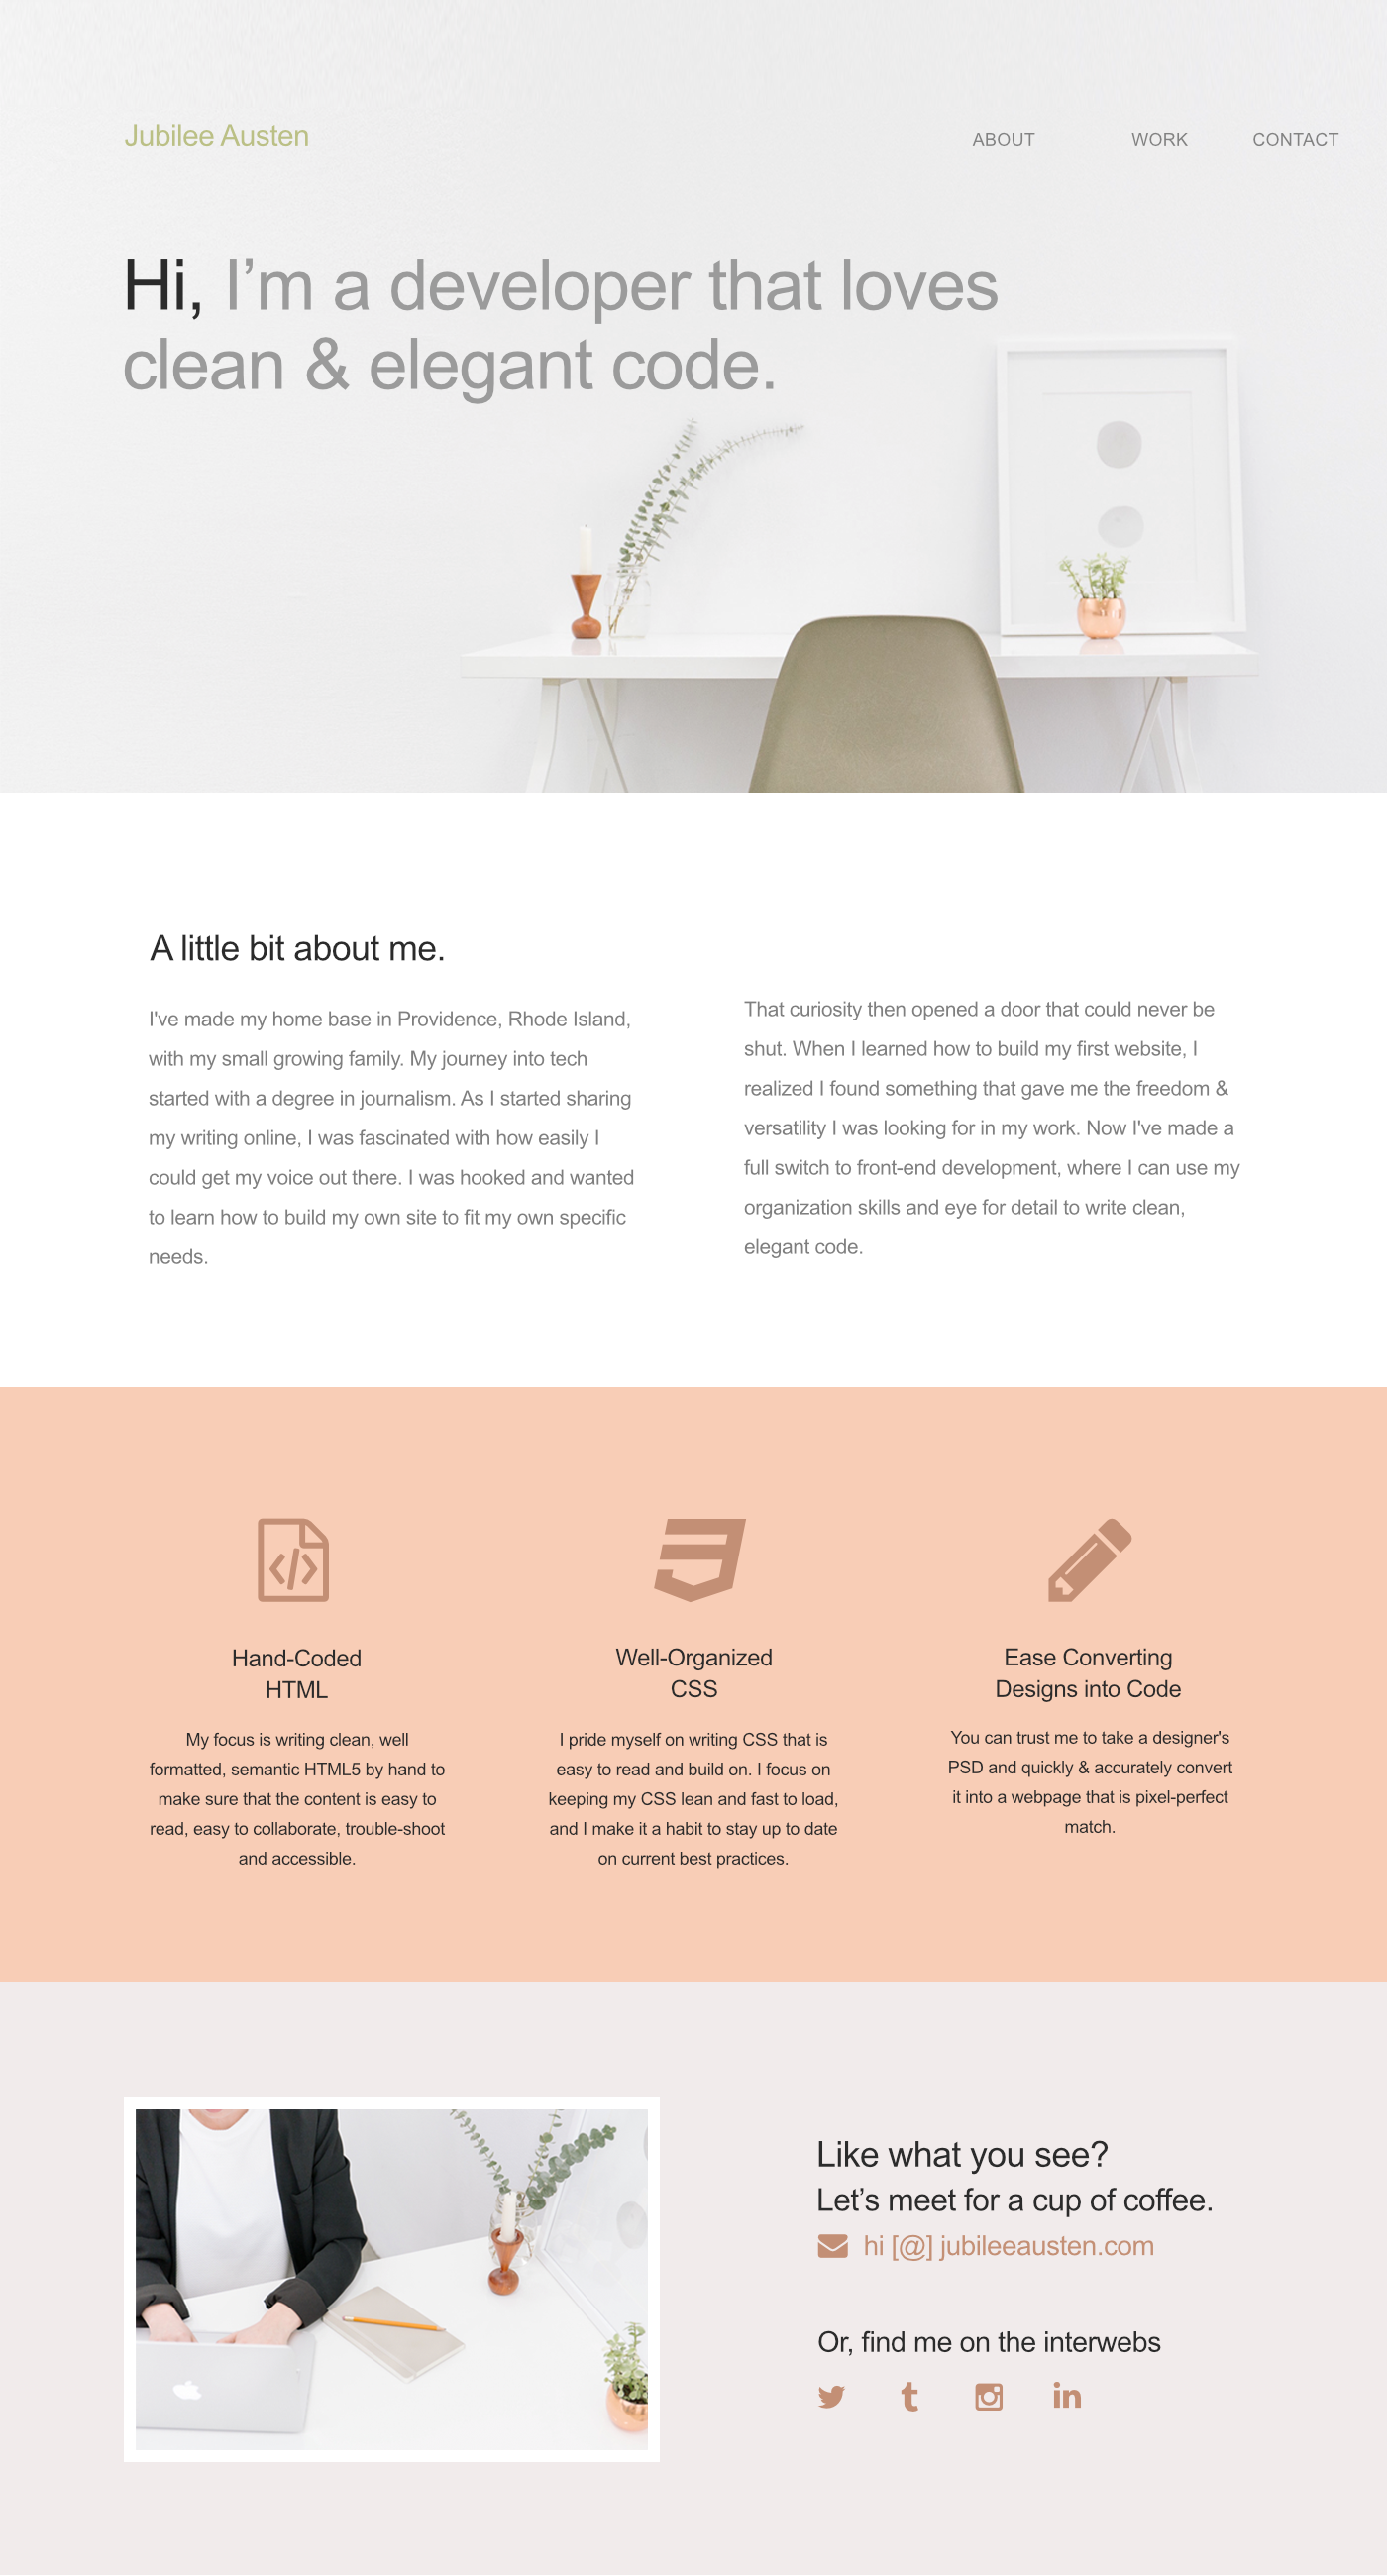 Jubilee Austen
ABOUT WORK CONTACT
Hi, I’m a developer that loves
clean & elegant code.
A little bit about me.
I've made my home base in Providence, Rhode Island,
with my small growing family. My journey into tech
started with a degree in journalism. As I started sharing
my writing online, I was fascinated with how easily I
could get my voice out there. I was hooked and wanted
to learn how to build my own site to fit my own specific
needs.
That curiosity then opened a door that could never be
shut. When I learned how to build my first website, I
realized I found something that gave me the freedom &
versatility I was looking for in my work. Now I've made a
full switch to front-end development, where I can use my
organization skills and eye for detail to write clean,
elegant code.
Hand-Coded
HTML
My focus is writing clean, well
formatted, semantic HTML5 by hand to
make sure that the content is easy to
read, easy to collaborate, trouble-shoot
and accessible.
Well-Organized
CSS
I pride myself on writing CSS that is
easy to read and build on. I focus on
keeping my CSS lean and fast to load,
and I make it a habit to stay up to date
on current best practices.
Ease Converting
Designs into Code
You can trust me to take a designer's
PSD and quickly & accurately convert
it into a webpage that is pixel-perfect
match.
Like what you see?
Let’s meet for a cup of coffee.
hi [@] jubileeausten.com
Or, find me on the interwebs